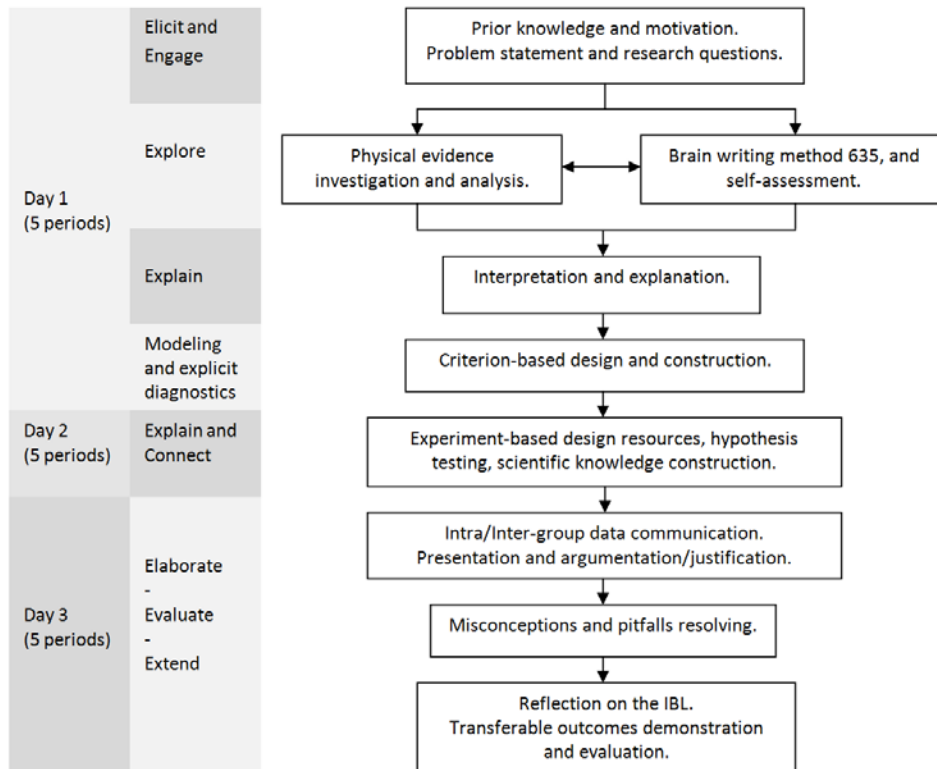 Elicit and
Engage
Prior knowledge and motivation.
Problem statement and research questions.
Explore
Physical evidence
investigation and analysis.
Brain writing method 635, and
self-assessment.
Day 1
(5 periods)
Explain
Interpretation and explanation.
Modeling
and explicit
diagnostics
Criterion-based design and construction.
Day 2
(5 periods)
Explain and
Connect
Experiment-based design resources, hypothesis
testing, scientific knowledge construction.
Intra/Inter-group data communication.
Presentation and argumentation/justification.
Day 3
(5 periods)
Elaborate
-
Evaluate
-
Extend
Misconceptions and pitfalls resolving.
Reflection on the IBL.
Transferable outcomes demonstration
and evaluation.